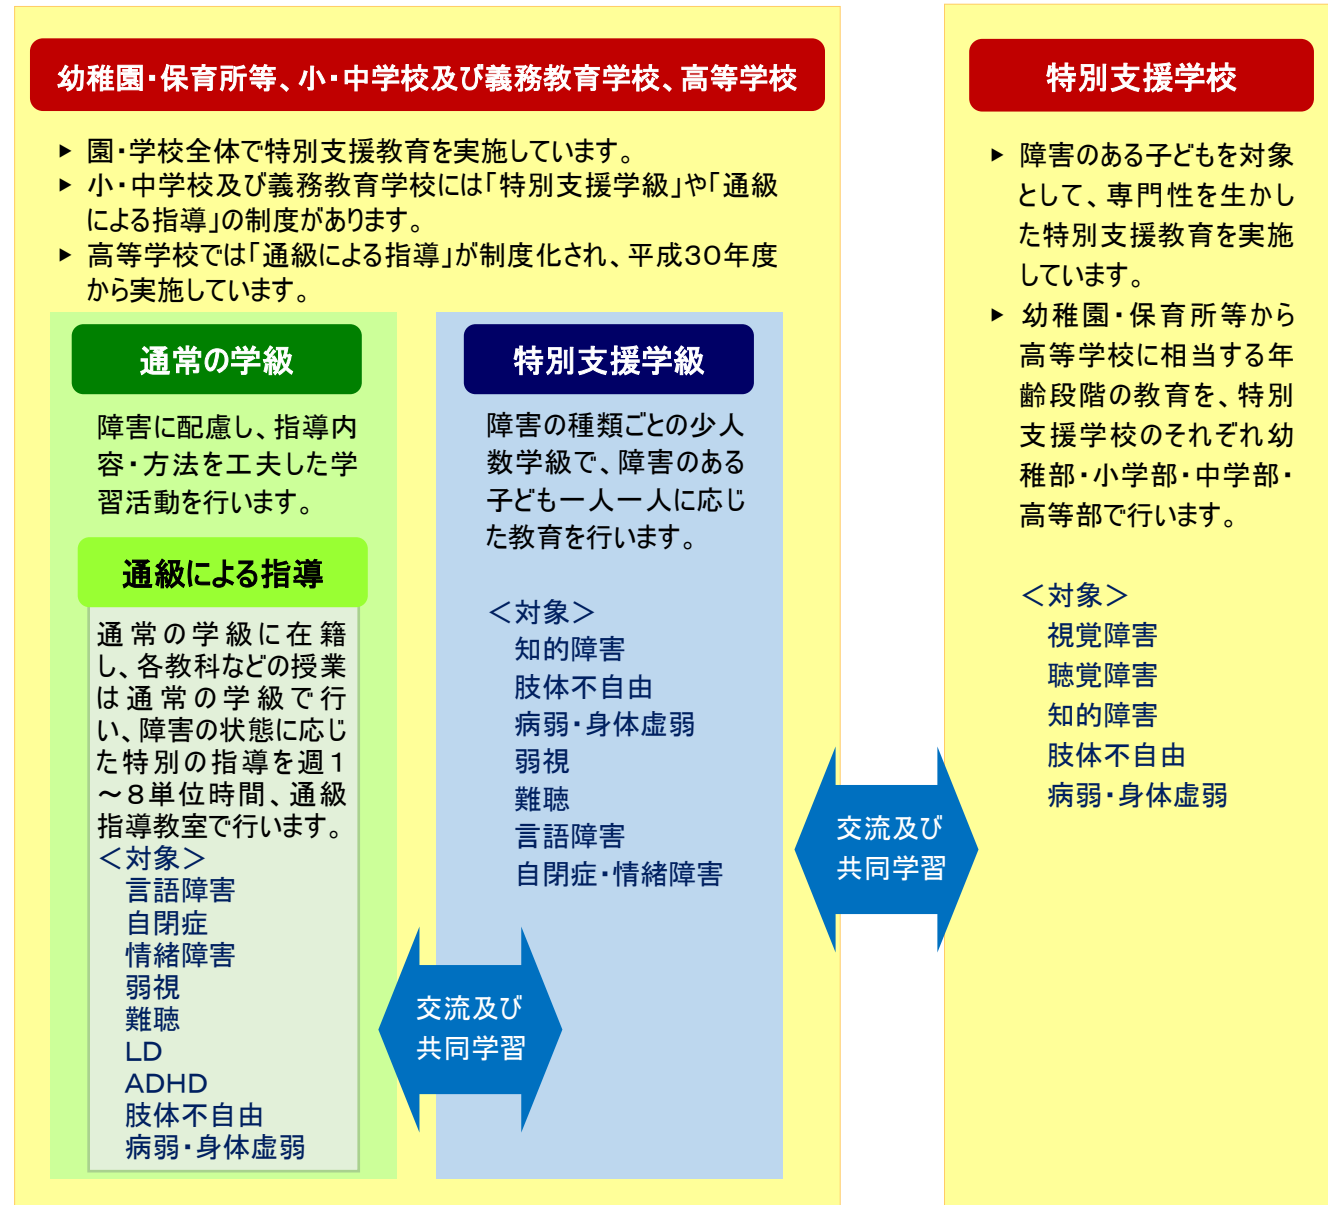 幼稚園・保育所等、小・中学校及び義務教育学校、高等学校
▶ 園・学校全体で特別支援教育を実施しています。
▶ 小・中学校及び義務教育学校には「特別支援学級」や「通級
による指導」の制度があります。
▶ 高等学校では「通級による指導」が制度化され、平成30年度
から実施しています。
通常の学級
障害に配慮し、指導内
容・方法を工夫した学
習活動を行います。
通級による指導
通常の学級に在籍
し、各教科などの授業
は通常の学級で行
い、障害の状態に応じ
た特別の指導を週1
～8単位時間、通級
指導教室で行います。
＜対象＞
言語障害
自閉症
情緒障害
弱視
難聴
LD
ADHD
肢体不自由
病弱・身体虚弱
特別支援学級
障害の種類ごとの少人
数学級で、障害のある
子ども一人一人に応じ
た教育を行います。
＜対象＞
知的障害
肢体不自由
病弱・身体虚弱
弱視
難聴
言語障害
自閉症・情緒障害
交流及び
共同学習
交流及び
共同学習
特別支援学校
▶ 障害のある子どもを対象
として、専門性を生かし
た特別支援教育を実施
しています。
▶ 幼稚園・保育所等から
高等学校に相当する年
齢段階の教育を、特別
支援学校のそれぞれ幼
稚部・小学部・中学部・
高等部で行います。
＜対象＞
視覚障害
聴覚障害
知的障害
肢体不自由
病弱・身体虚弱